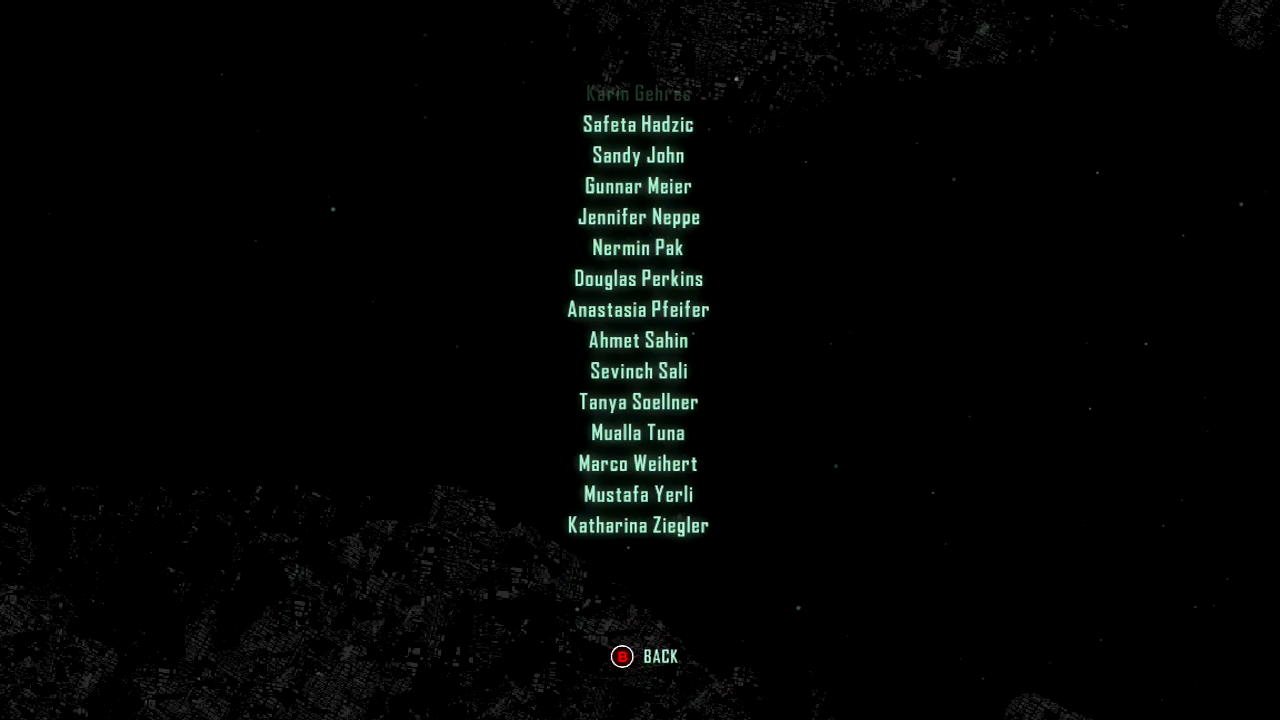 Karin Gehres
Safeta Hadzic
Sandy John
Gunnar Meier
Jennifer Neppe
Nermin Pak
Douglas Perkins
Anastasia Pfeifer
Ahmet Sahin
Sevinch Sali
Tanya Soellner
Mualla Tuna
Marco Weihert
Mustafa Yerli
Katharina Ziegler
B BACK